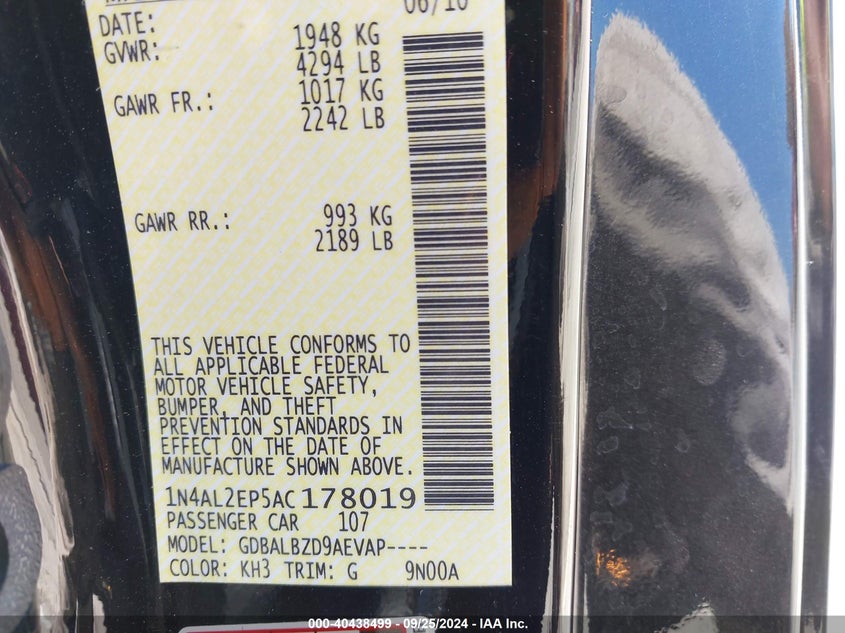 06/10
DATE:
GVWR: 1948 KG
4294 LB
GAWR FR.: 1017 KG
2242 LB
GAWR RR.: 993 KG
2189 LB
THIS VEHICLE CONFORMS TO
ALL APPLICABLE FEDERAL
MOTOR VEHICLE SAFETY,
BUMPER, AND THEFT
PREVENTION STANDARDS IN
EFFECT ON THE DATE OF
MANUFACTURE SHOWN ABOVE.
1N4AL2EP5AC178019
PASSENGER CAR 107
MODEL: GDBALBZD9AEVAP----
COLOR: KH3 TRIM: G 9N00A
000-40438499 - 09/25/2024 - IAA Inc.